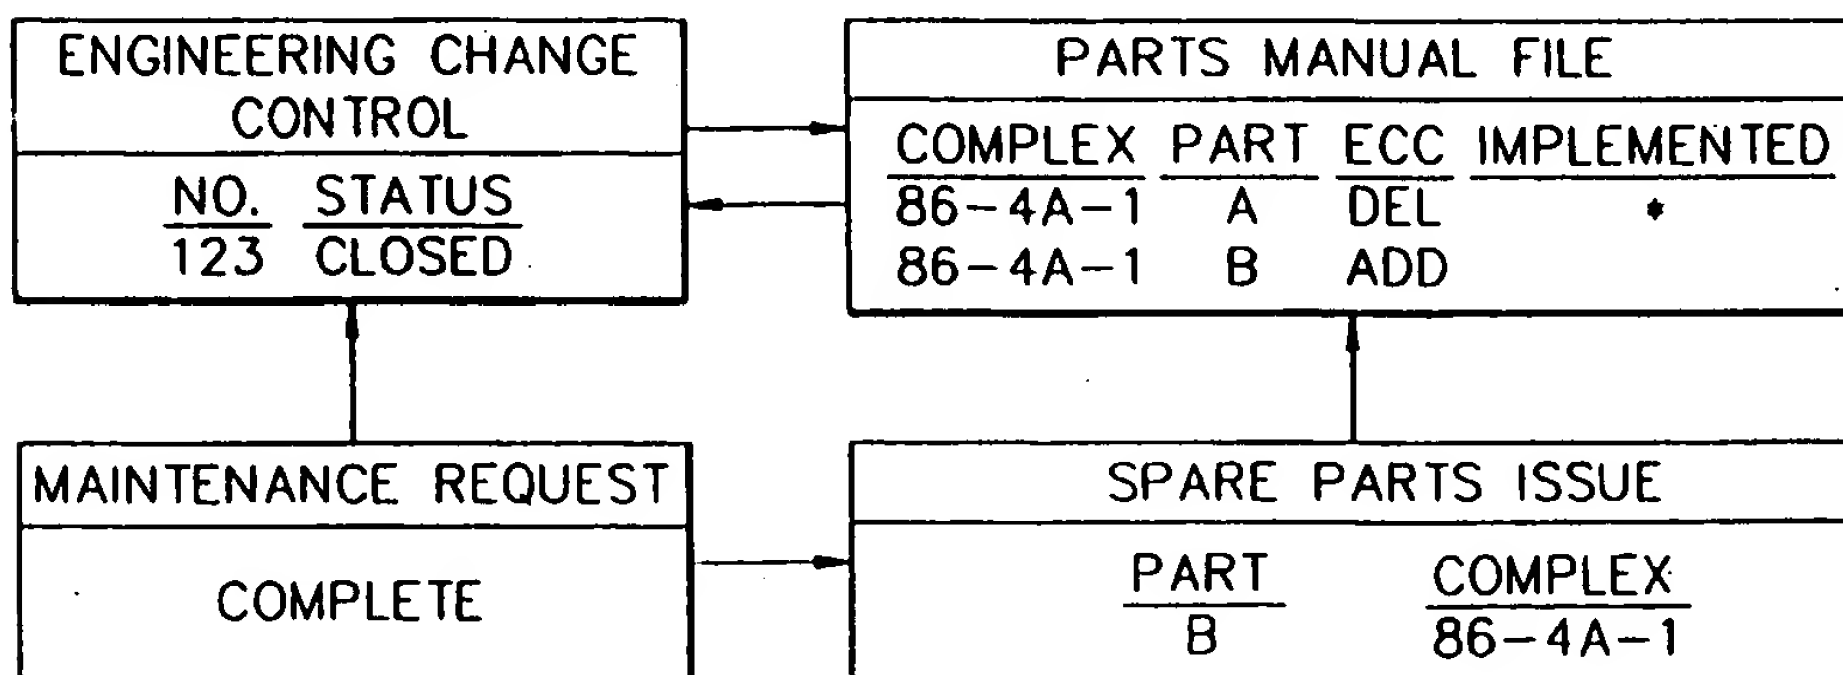 ENGINEERING CHANGE
CONTROL
NO. STATUS
123 CLOSED
PARTS MANUAL FILE
COMPLEX PART ECC IMPLEMENTED
86-4A-1 A DEL *
86-4A-1 B ADD
MAINTENANCE REQUEST
COMPLETE
SPARE PARTS ISSUE
PART COMPLEX
B 86-4A-1